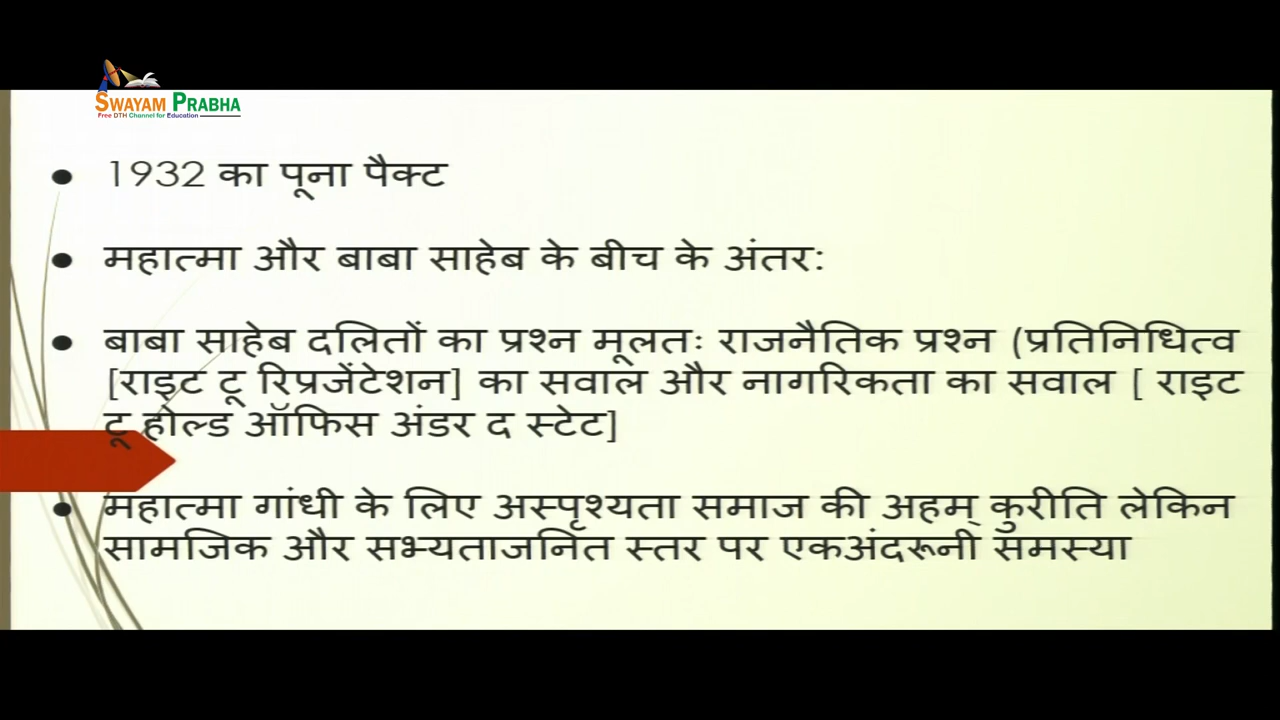 SWAYAM PRABHA
Free DTH Channel for Education
• 1932 का पूना पैक्ट
• महात्मा और बाबा साहेब के बीच के अंतरः
• बाबा साहेब दलितों का प्रश्न मूलतः राजनैतिक प्रश्न (प्रतिनिधित्व
[राइट टू रिप्रजेंटेशन] का सवाल और नागरिकता का सवाल [ राइट
टू होल्ड ऑफिस अंडर द स्टेट]
• महात्मा गांधी के लिए अस्पृश्यता समाज की अहम् कुरीति लेकिन
सामजिक और सभ्यताजनित स्तर पर एकअंदरूनी समस्या